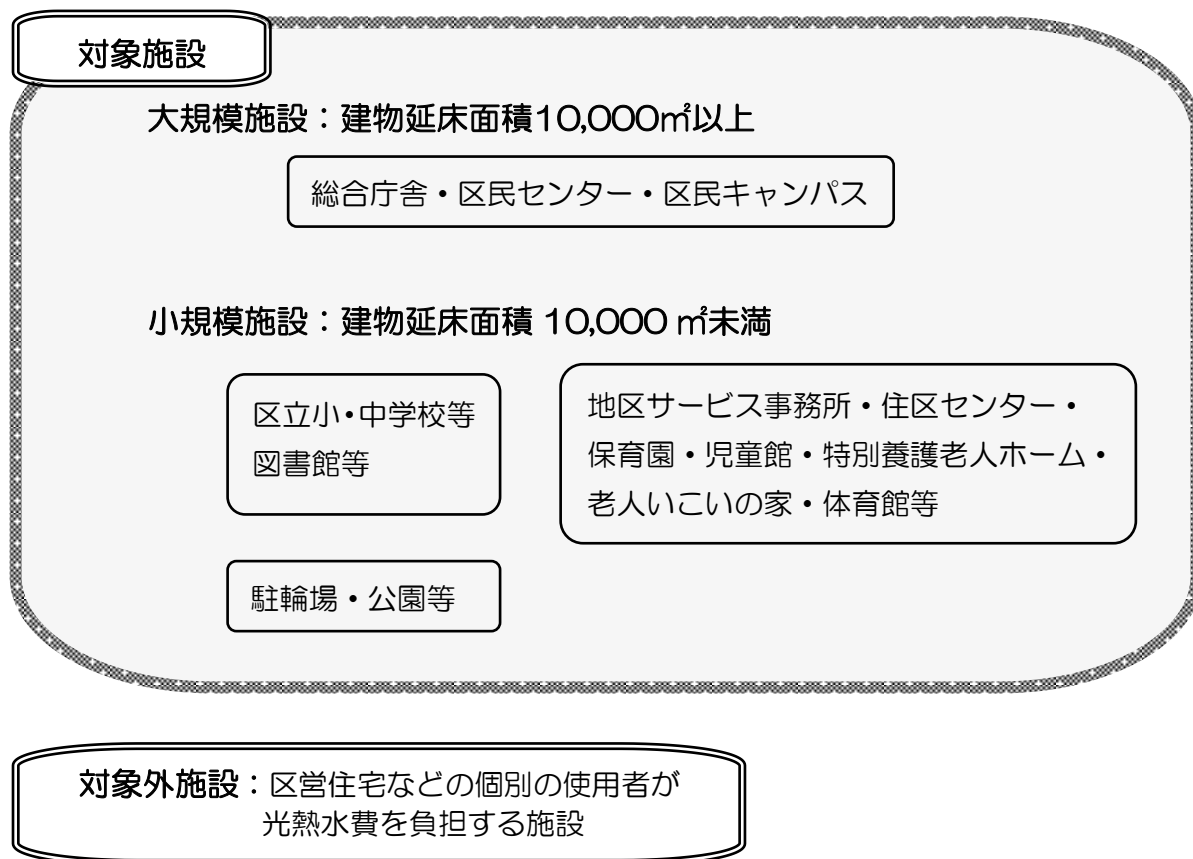 対象施設
大規模施設：建物延床面積10,000㎡以上
総合庁舎・区民センター・区民キャンパス
小規模施設：建物延床面積 10,000 ㎡未満
区立小・中学校等
図書館等
地区サービス事務所・住区センター・
保育園・児童館・特別養護老人ホーム・
老人いこいの家・体育館等
駐輪場・公園等
対象外施設：区営住宅などの個別の使用者が
光熱水費を負担する施設